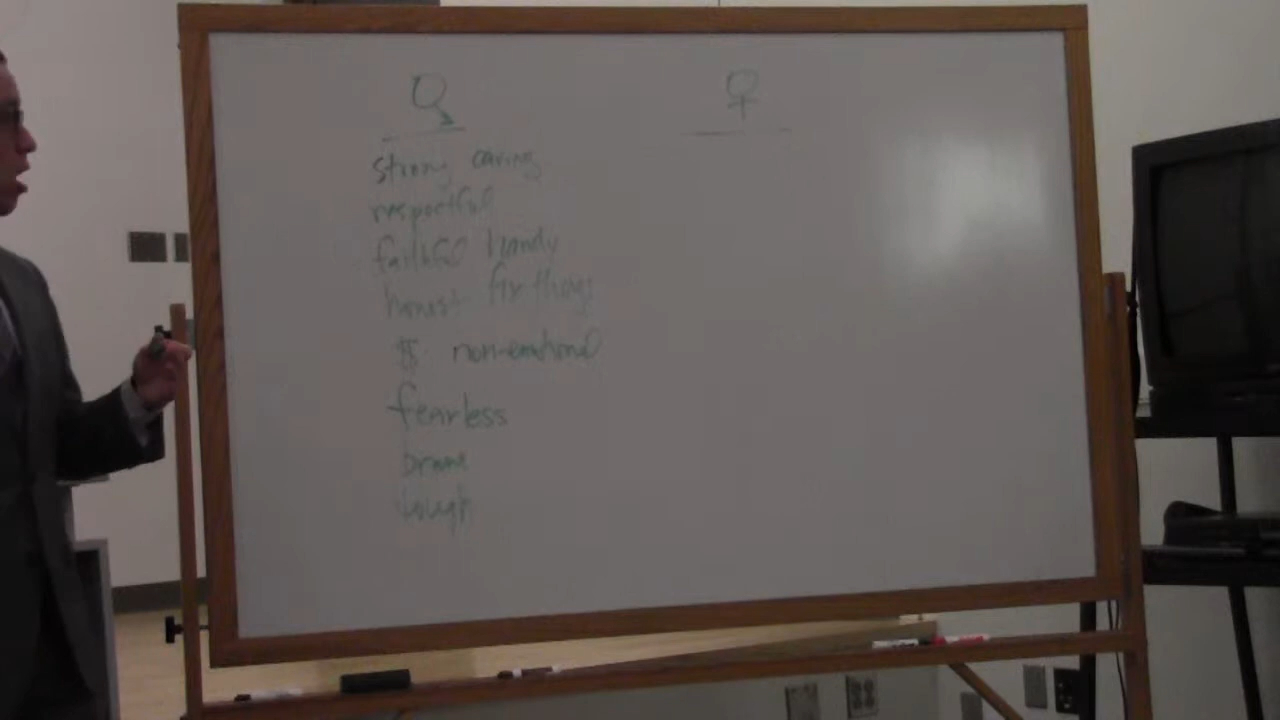 ♂ ♀
strong caring
respectful
faithful handy
honest fix things
$ non-emotional
fearless
brave
tough